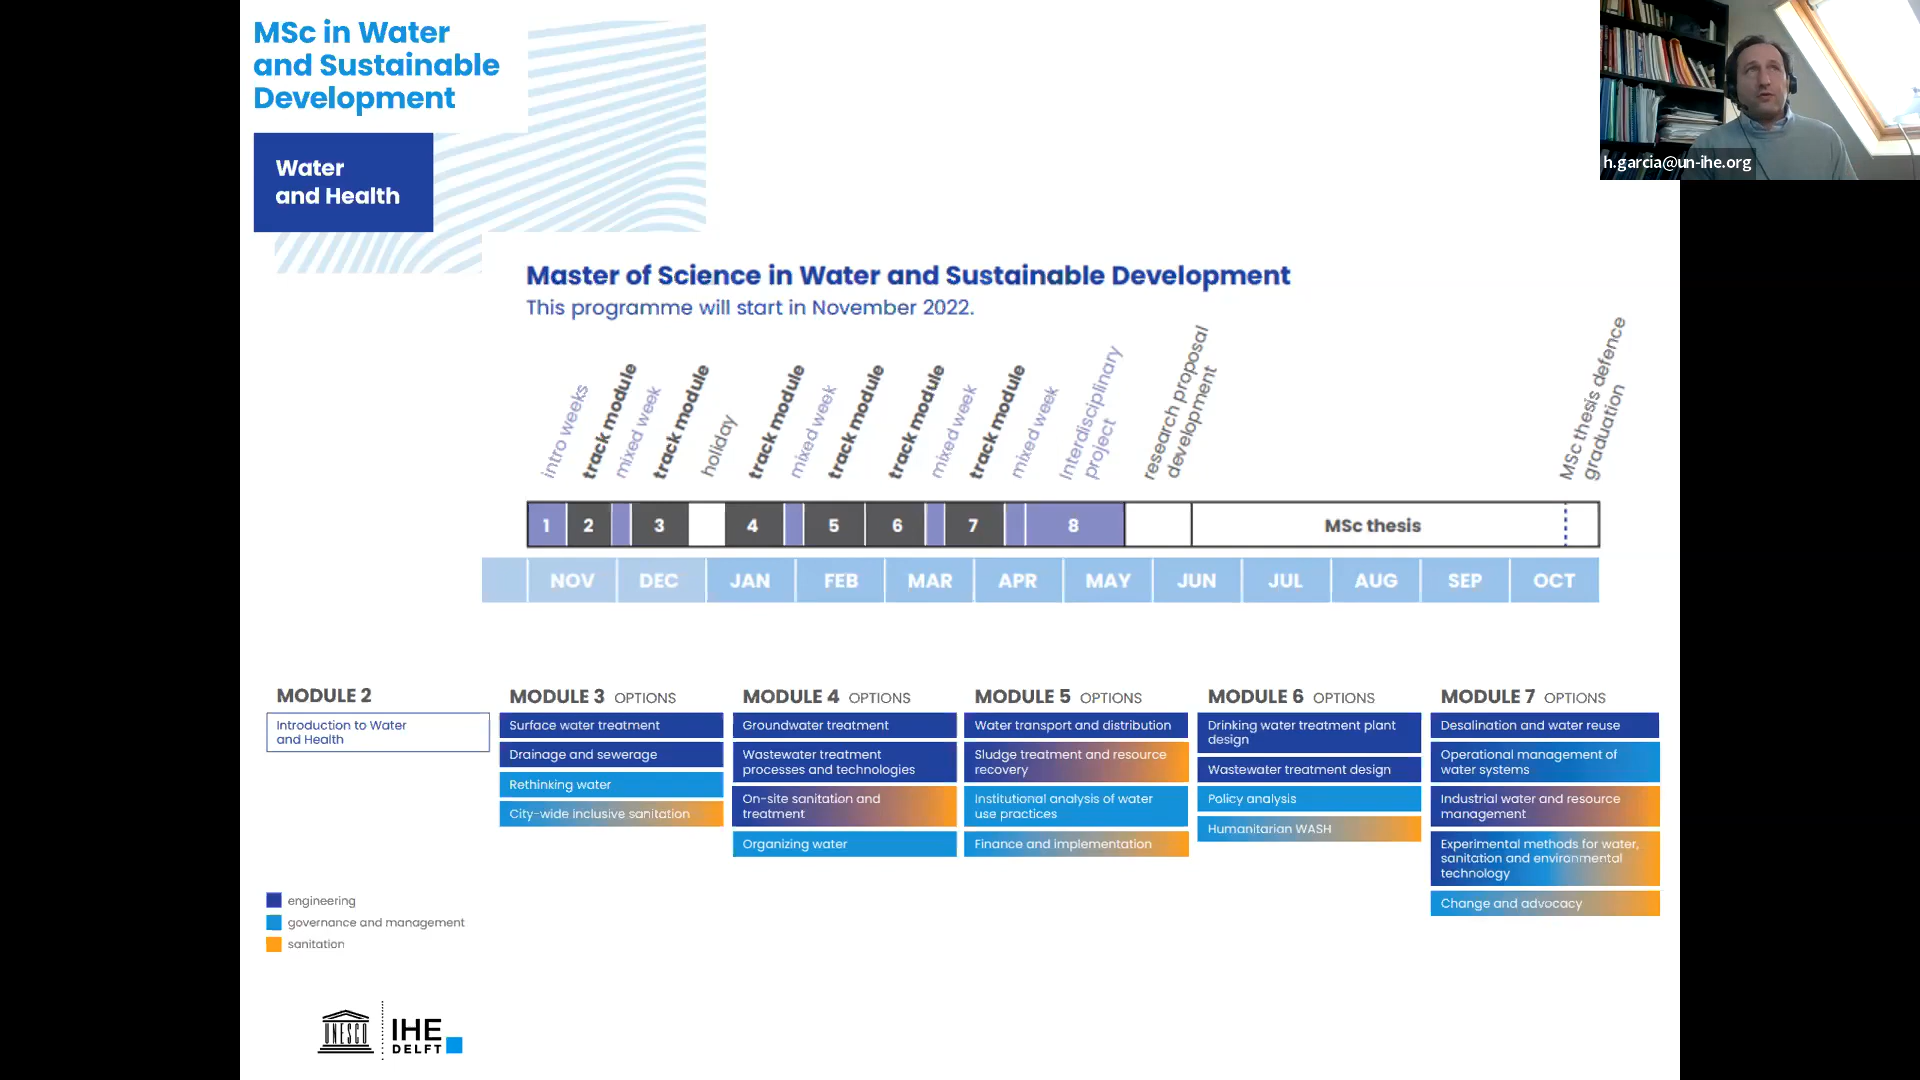 MSc in Water
and Sustainable
Development
Water
and Health
h.garcia@un-ihe.org
Master of Science in Water and Sustainable Development
This programme will start in November 2022.
intro weeks
track module
mixed week
track module
holiday
track module
mixed week
track module
track module
mixed week
track module
mixed week
Interdisciplinary
project
research proposal
development
MSc thesis defence
graduation
1 2 3 4 5 6 7 8 MSc thesis
NOV DEC JAN FEB MAR APR MAY JUN JUL AUG SEP OCT
MODULE 2
Introduction to Water
and Health
MODULE 3 OPTIONS
Surface water treatment
Drainage and sewerage
Rethinking water
City-wide inclusive sanitation
MODULE 4 OPTIONS
Groundwater treatment
Wastewater treatment
processes and technologies
On-site sanitation and
treatment
Organizing water
MODULE 5 OPTIONS
Water transport and distribution
Sludge treatment and resource
recovery
Institutional analysis of water
use practices
Finance and implementation
MODULE 6 OPTIONS
Drinking water treatment plant
design
Wastewater treatment design
Policy analysis
Humanitarian WASH
MODULE 7 OPTIONS
Desalination and water reuse
Operational management of
water systems
Industrial water and resource
management
Experimental methods for water,
sanitation and environmental
technology
Change and advocacy
engineering
governance and management
sanitation
UNESCO
IHE
DELFT